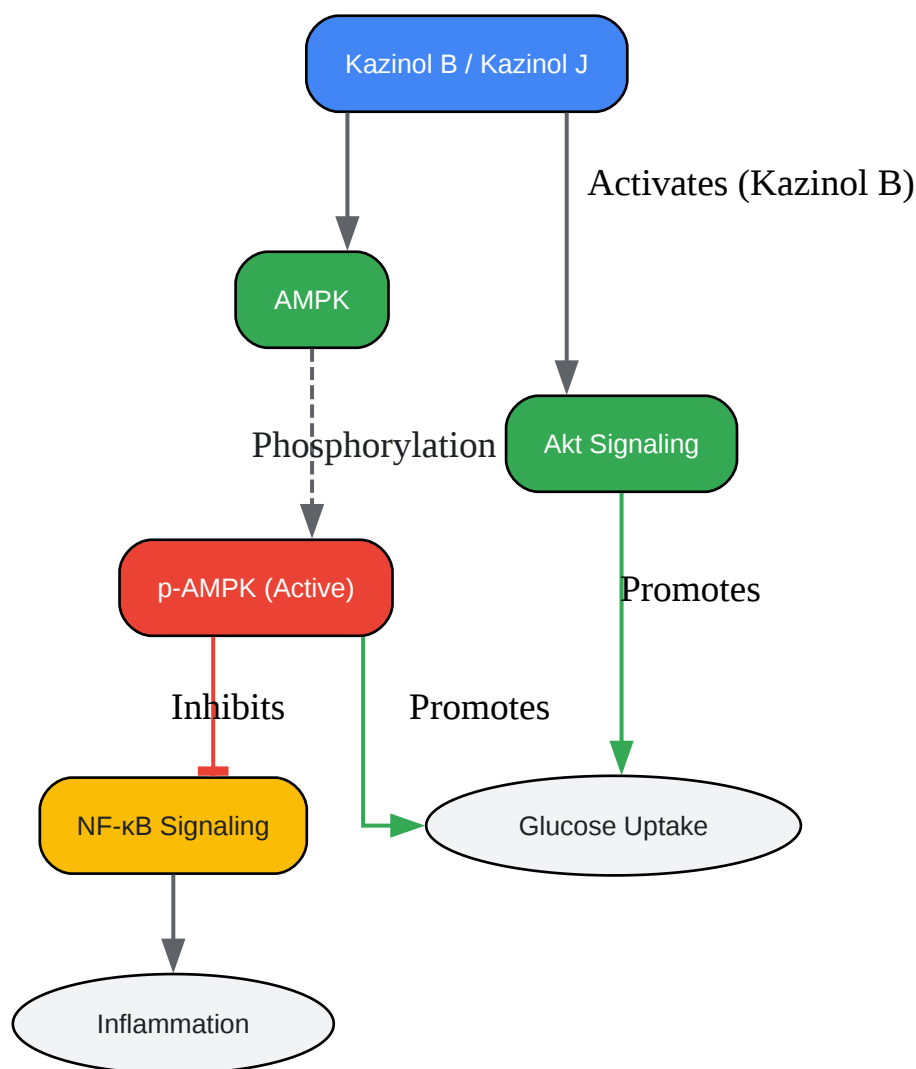 Kazinol B / Kazinol J
Activates (Kazinol B)
AMPK
Phosphorylation
Akt Signaling
p-AMPK (Active)
Promotes
Inhibits
Promotes
NF-κB Signaling
Glucose Uptake
Inflammation